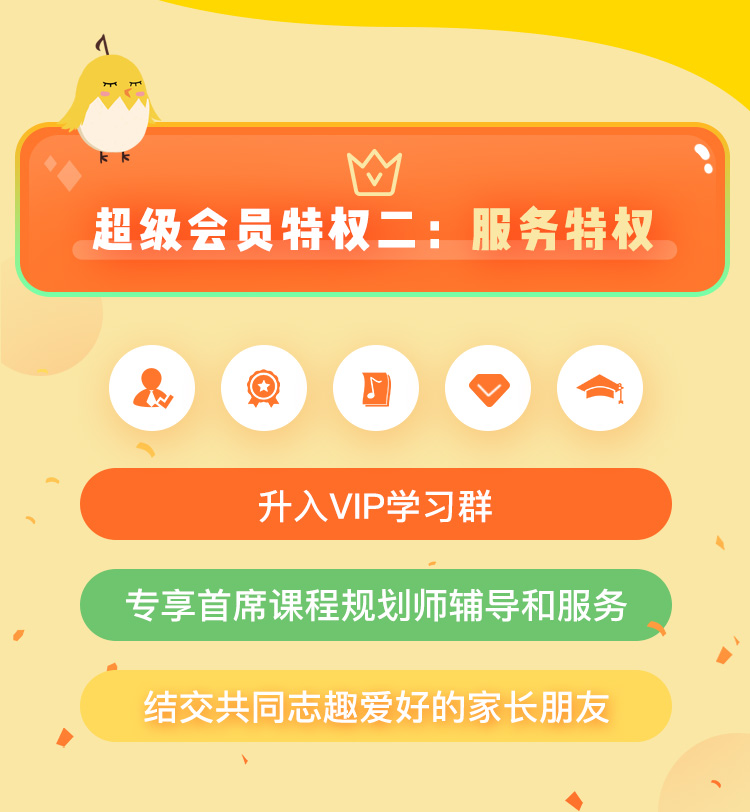 超级会员特权二：服务特权
升入VIP学习群
专享首席课程规划师辅导和服务
结交共同志趣爱好的家长朋友